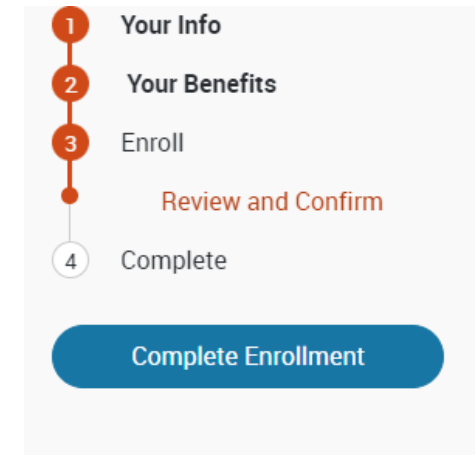 1 Your Info
2 Your Benefits
3 Enroll
Review and Confirm
4 Complete
Complete Enrollment